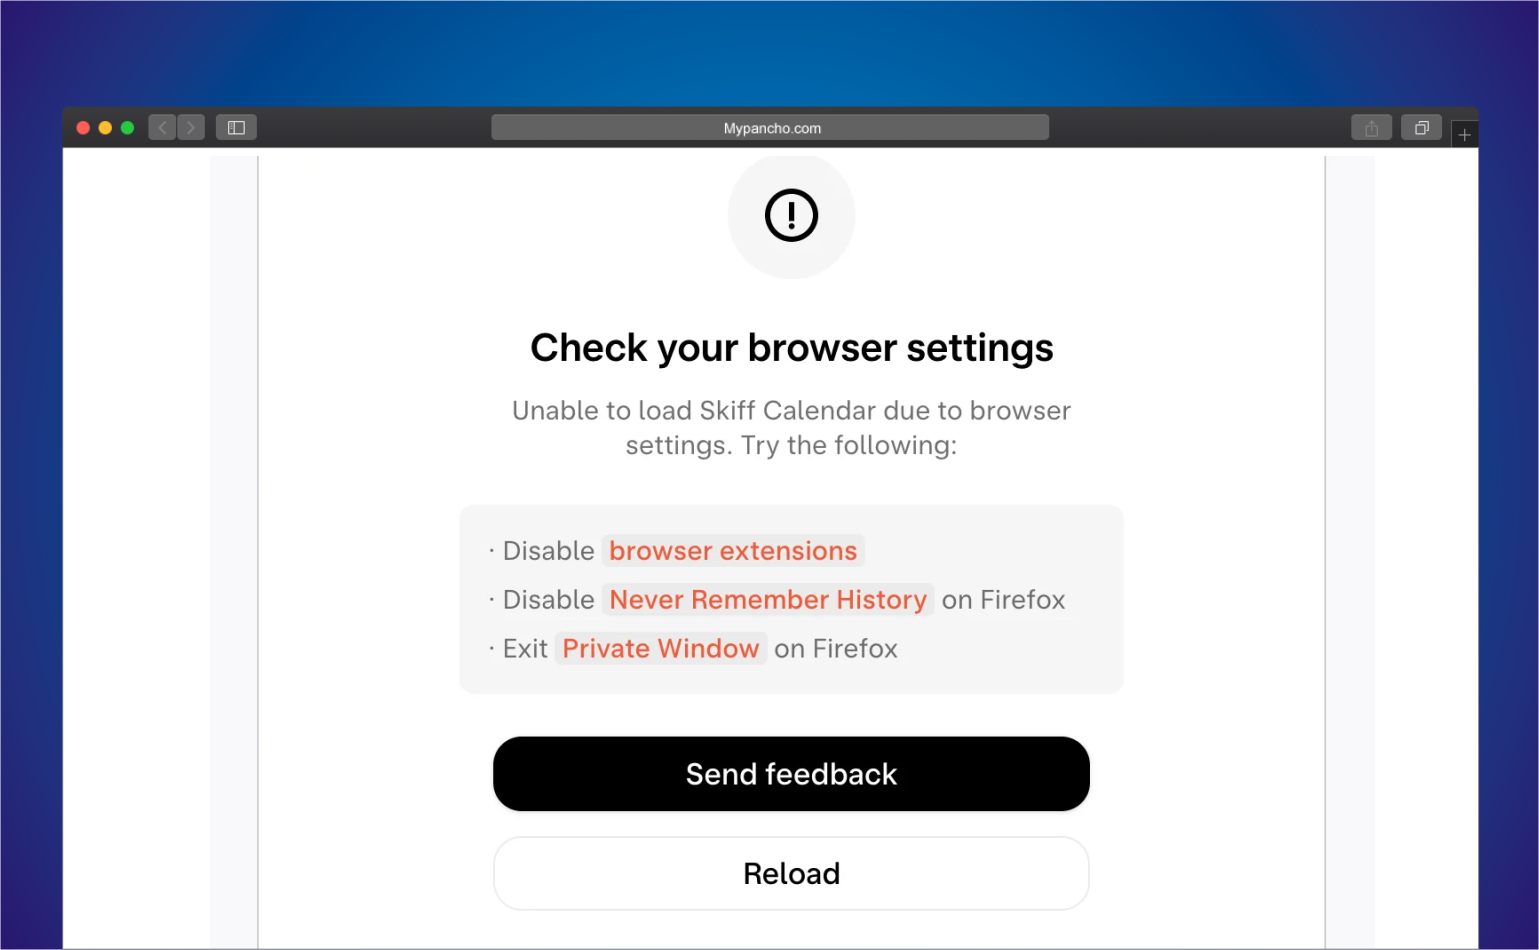 Mypancho.com
Check your browser settings
Unable to load Skiff Calendar due to browser
settings. Try the following:
· Disable browser extensions
· Disable Never Remember History on Firefox
· Exit Private Window on Firefox
Send feedback
Reload